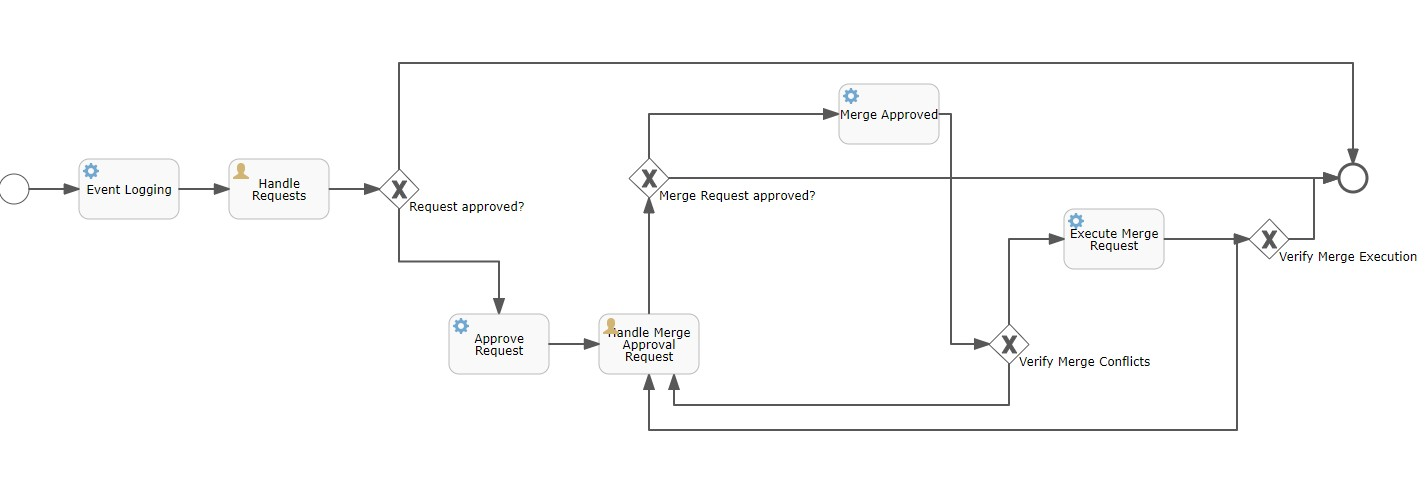 Merge Approved
Event Logging
Handle
Requests
Request approved?
Merge Request approved?
Execute Merge
Request
Verify Merge Execution
Approve
Request
Handle Merge
Approval
Request
Verify Merge Conflicts